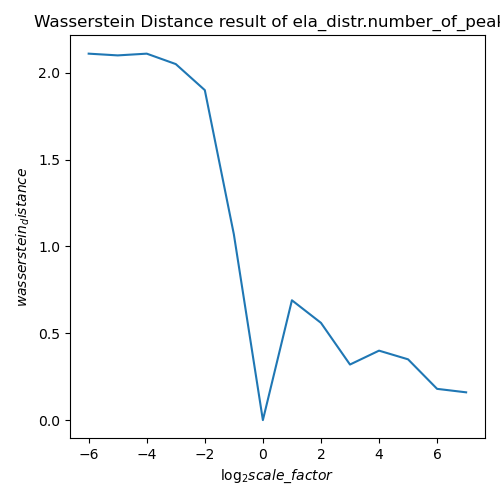 Wasserstein Distance result of ela_distr.number_of_peak
2.0
1.5
1.0
0.5
0.0
wasserstein_distance
−6 −4 −2 0 2 4 6
log₂scale_factor